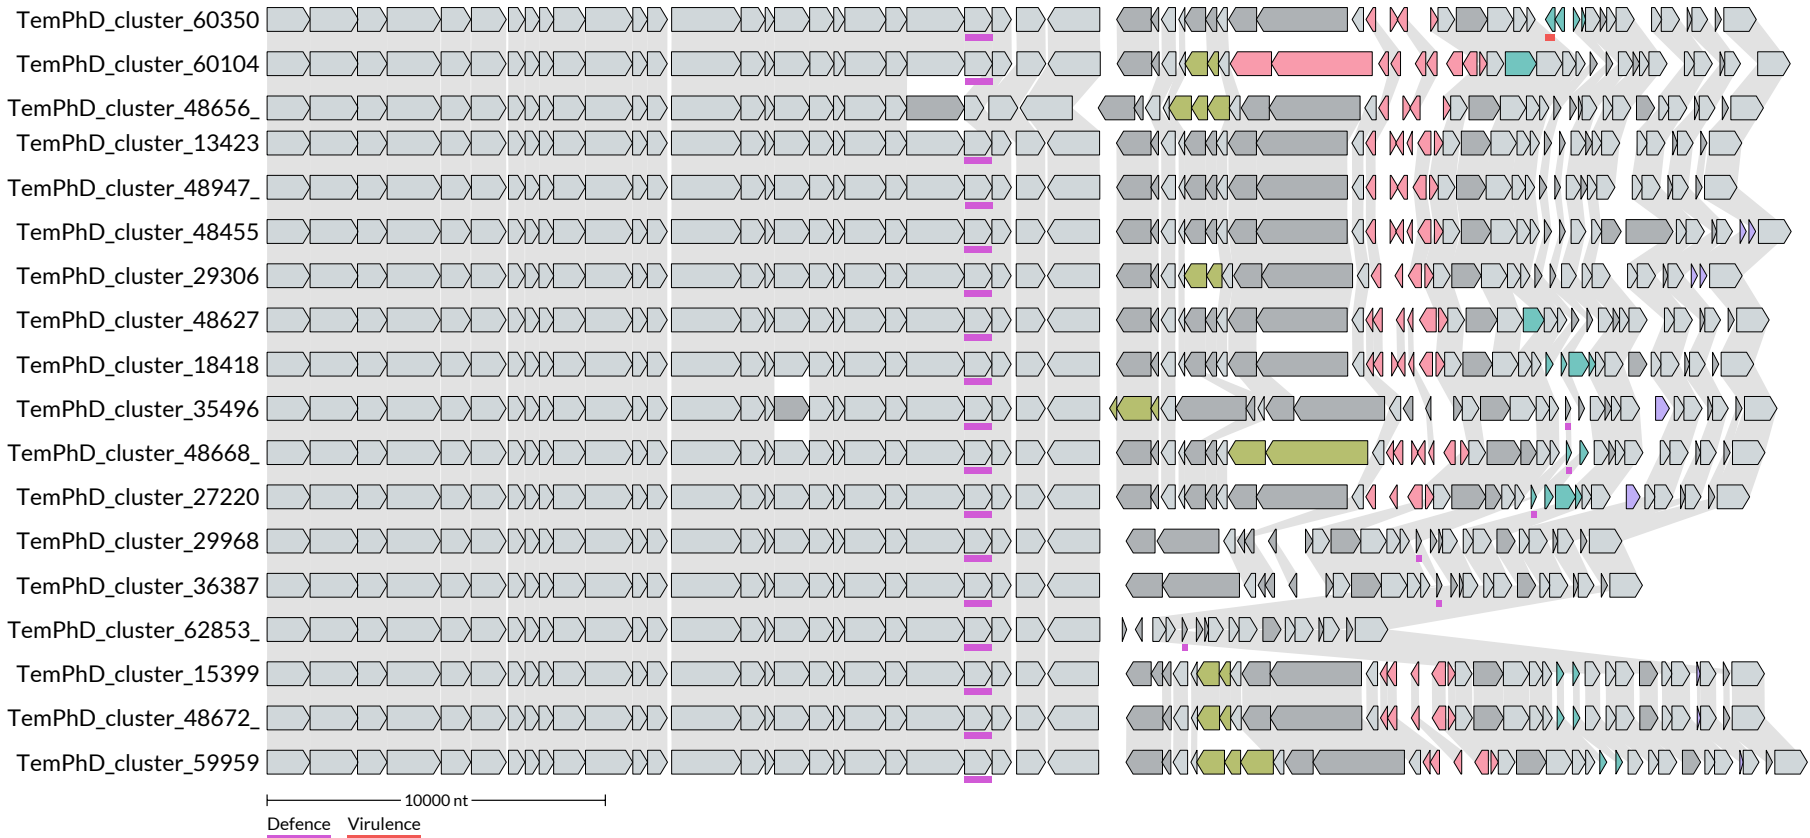 TemPhD_cluster_60350
TemPhD_cluster_60104
TemPhD_cluster_48656_
TemPhD_cluster_13423
TemPhD_cluster_48947_
TemPhD_cluster_48455
TemPhD_cluster_29306
TemPhD_cluster_48627
TemPhD_cluster_18418
TemPhD_cluster_35496
TemPhD_cluster_48668_
TemPhD_cluster_27220
TemPhD_cluster_29968
TemPhD_cluster_36387
TemPhD_cluster_62853_
TemPhD_cluster_15399
TemPhD_cluster_48672_
TemPhD_cluster_59959
10000 nt
Defence Virulence